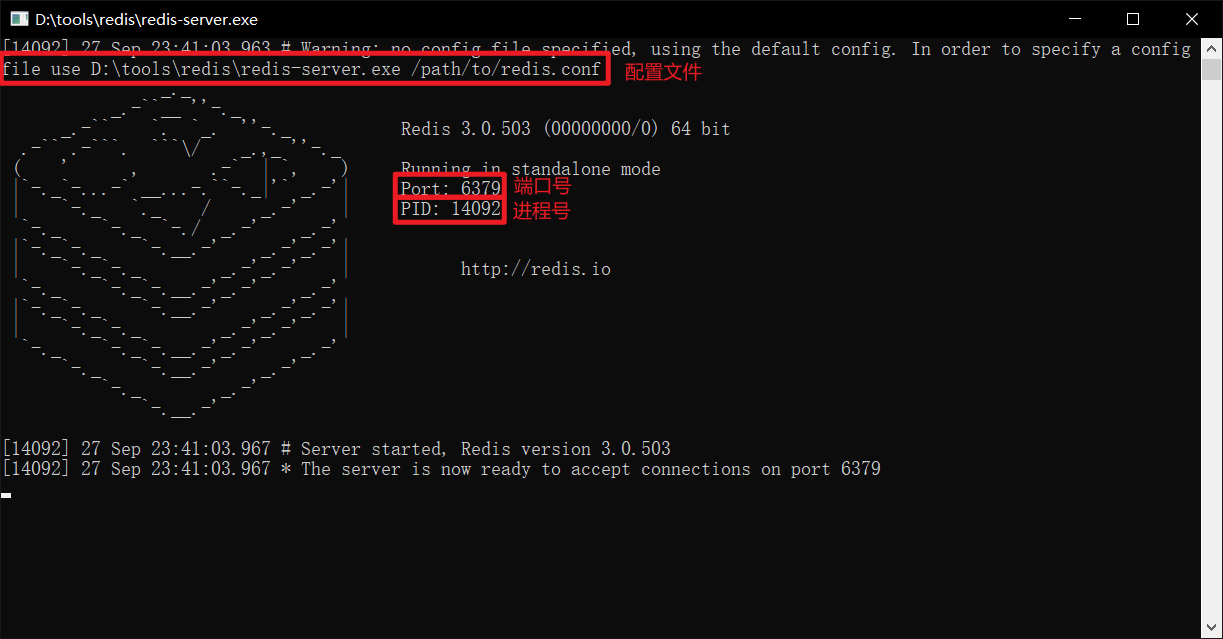 D:\tools\redis\redis-server.exe
[14092] 27 Sep 23:41:03.963 # Warning: no config file specified, using the default config. In order to specify a config
file use D:\tools\redis\redis-server.exe /path/to/redis.conf 配置文件
Redis 3.0.503 (00000000/0) 64 bit
Running in standalone mode
Port: 6379 端口号
PID: 14092 进程号
http://redis.io
[14092] 27 Sep 23:41:03.967 # Server started, Redis version 3.0.503
[14092] 27 Sep 23:41:03.967 * The server is now ready to accept connections on port 6379